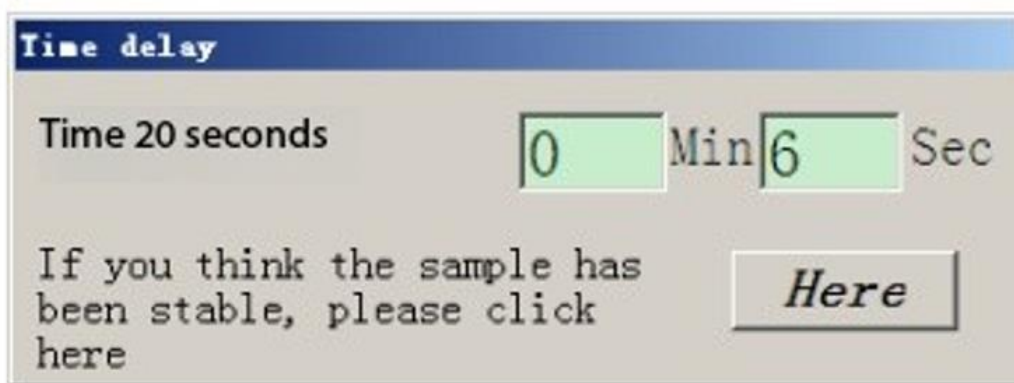 Time delay
Time 20 seconds
0 Min 6 Sec
If you think the sample has
been stable, please click
here
Here